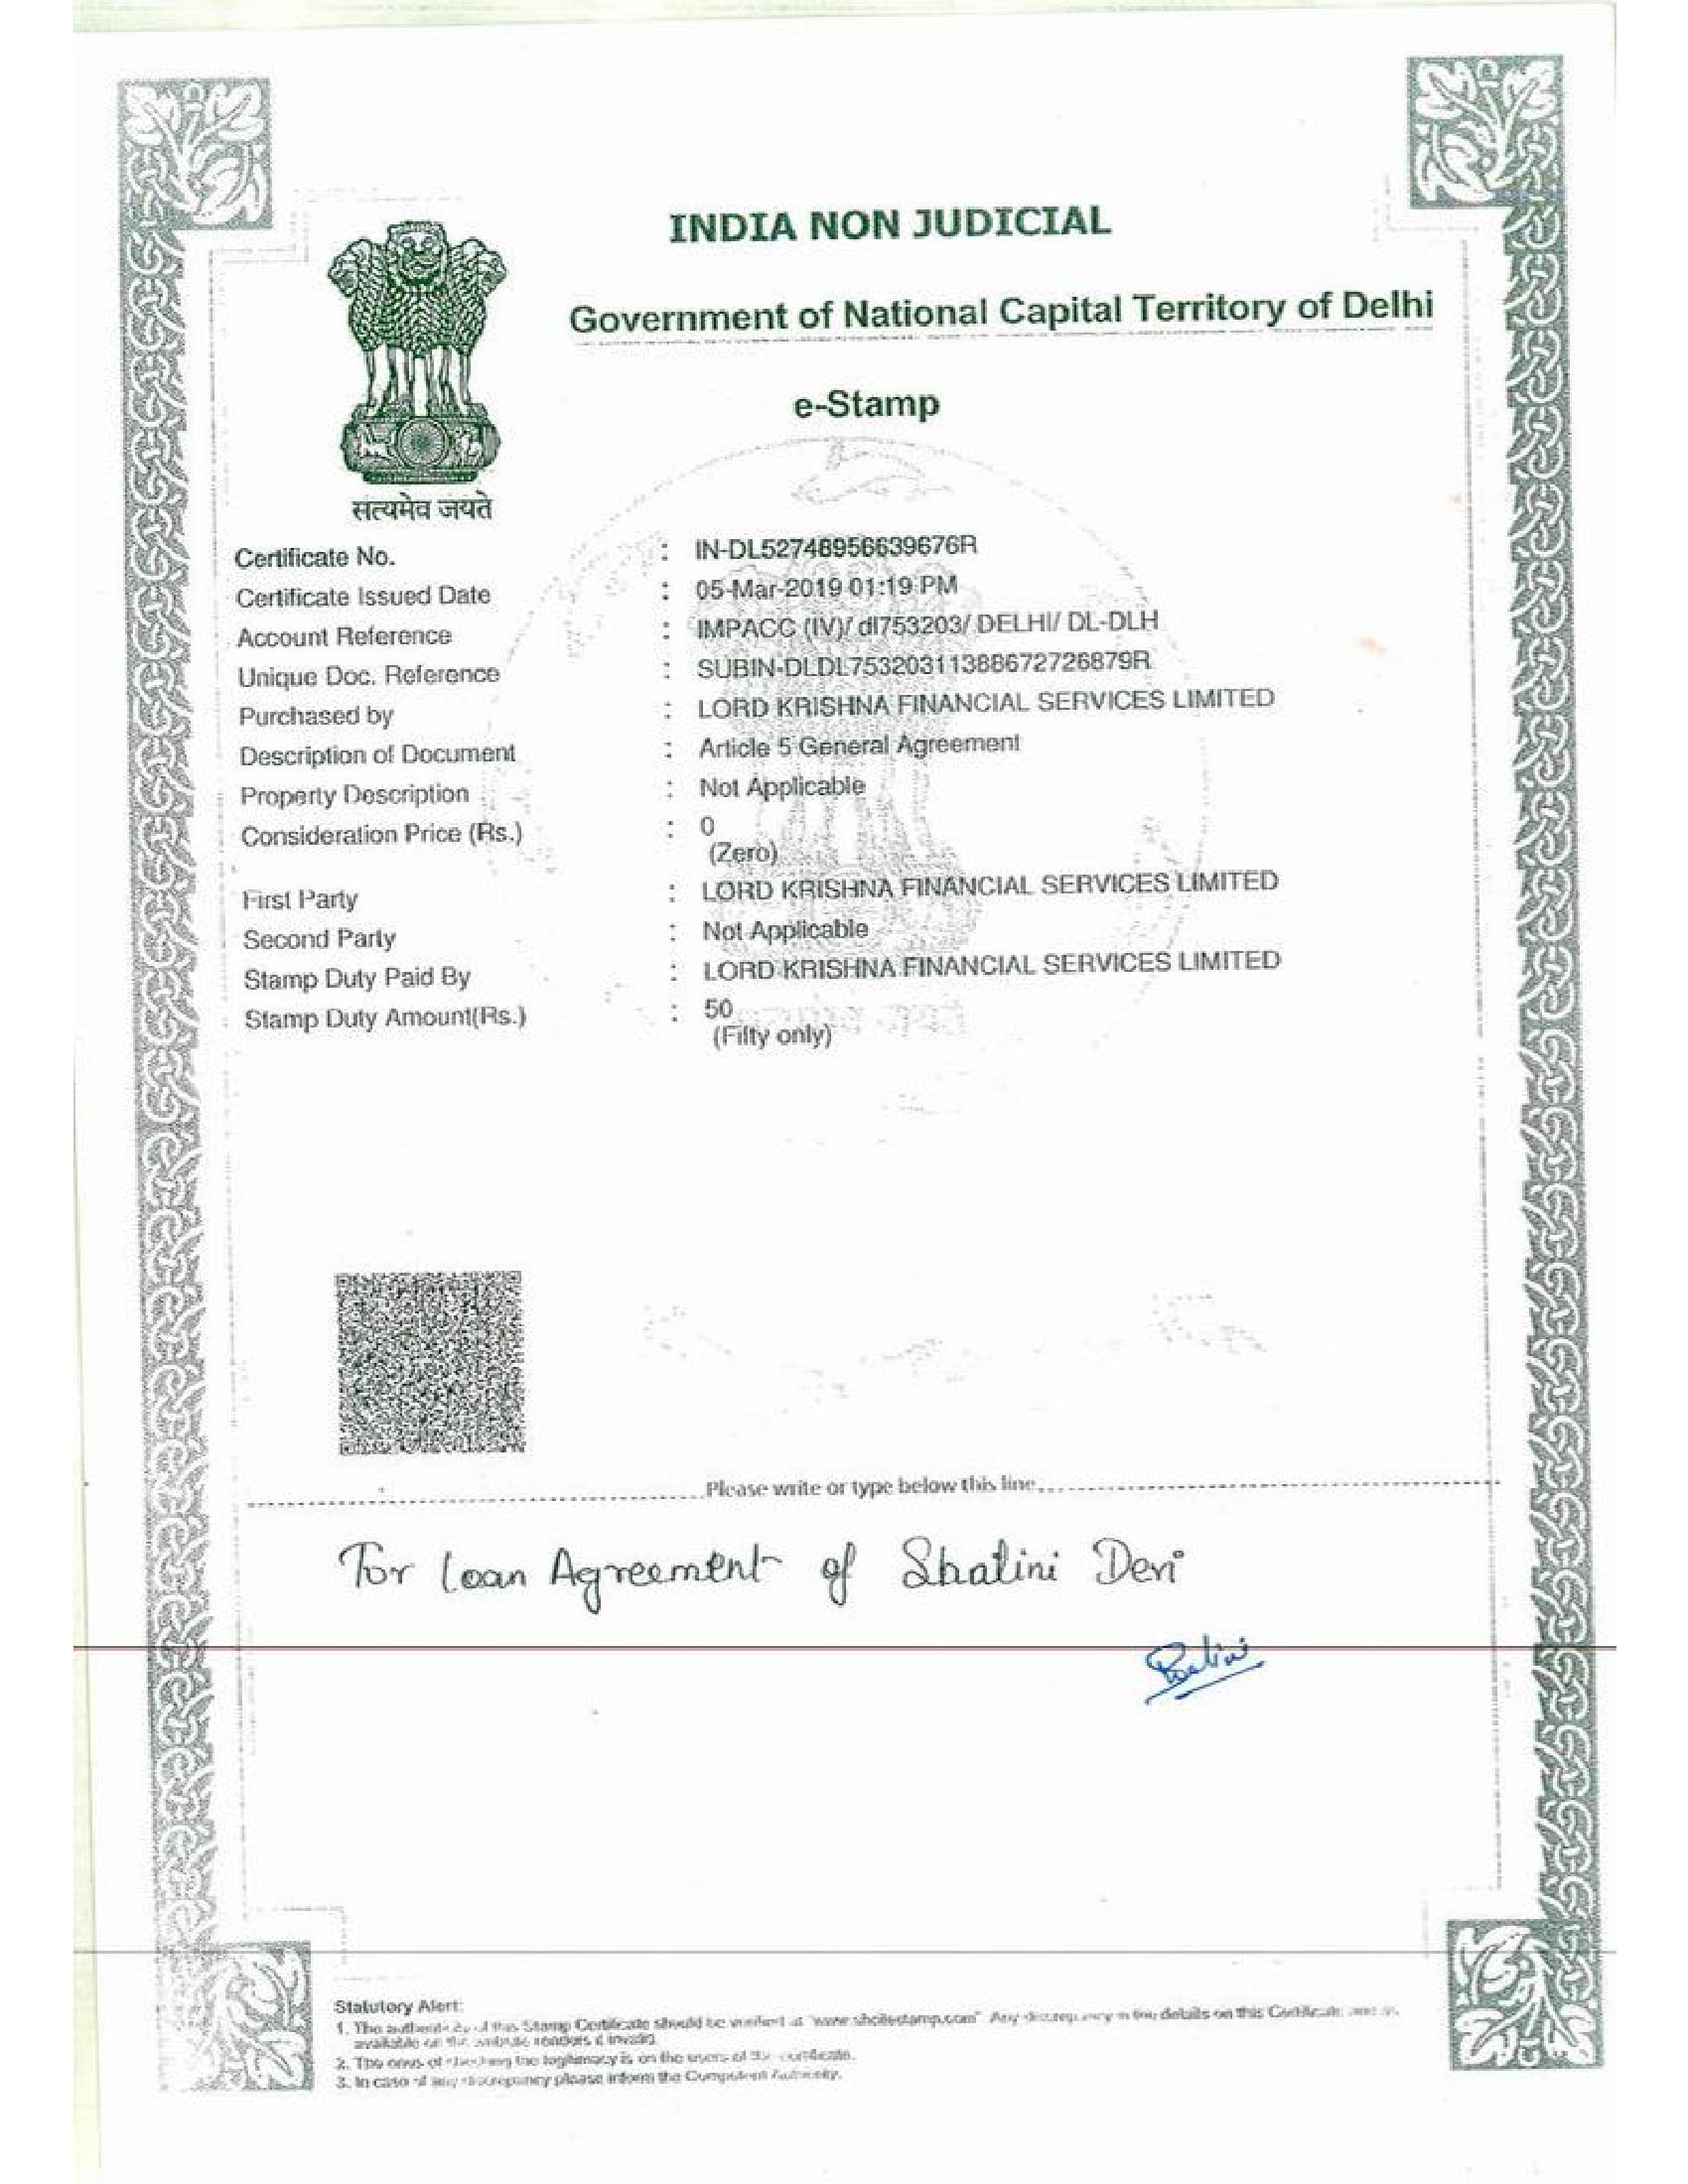 INDIA NON JUDICIAL
Government of National Capital Territory of Delhi
e-Stamp
सत्यमेव जयते
Certificate No. : IN-DL52748956639676R
Certificate Issued Date : 05-Mar-2019 01:19 PM
Account Reference : IMPACC (IV)/ dl753203/ DELHI/ DL-DLH
Unique Doc. Reference : SUBIN-DLDL75320311388672726879R
Purchased by : LORD KRISHNA FINANCIAL SERVICES LIMITED
Description of Document : Article 5 General Agreement
Property Description : Not Applicable
Consideration Price (Rs.) : 0
(Zero)
First Party : LORD KRISHNA FINANCIAL SERVICES LIMITED
Second Party : Not Applicable
Stamp Duty Paid By : LORD KRISHNA FINANCIAL SERVICES LIMITED
Stamp Duty Amount(Rs.) : 50
(Fifty only)
Please write or type below this line
For Loan Agreement of Shalini Devi
Statutory Alert:
1. The authenticity of this Stamp Certificate should be verified at "www.shcilestamp.com" Any discrepancy in the details on this Certificate and as
available on the website renders it invalid.
2. The onus of checking the legitimacy is on the users of the certificate.
3. In case of any discrepancy please inform the Competent Authority.